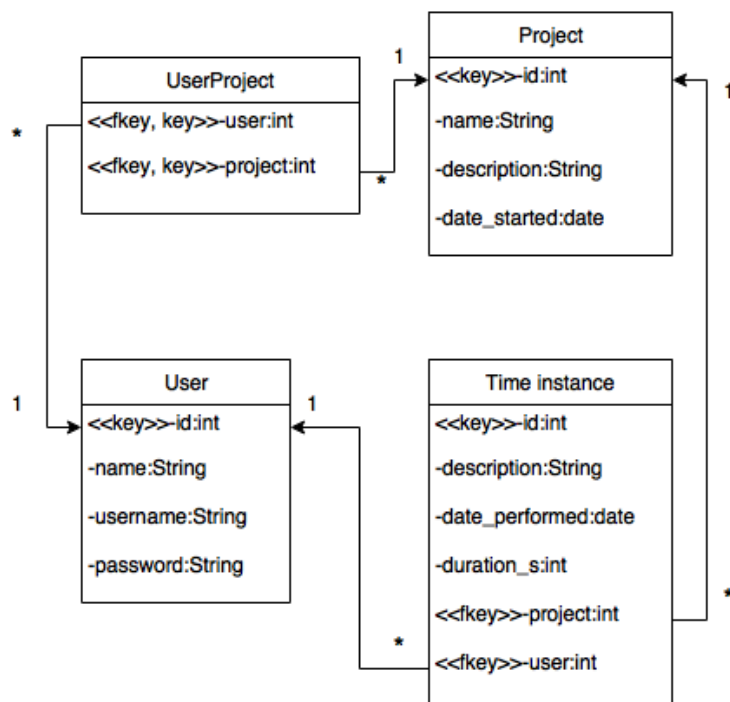 UserProject
<<fkey, key>>-user:int
<<fkey, key>>-project:int
*
*
1
Project
<<key>>-id:int
-name:String
-description:String
-date_started:date
1
User
<<key>>-id:int
-name:String
-username:String
-password:String
1
1
Time instance
<<key>>-id:int
-description:String
-date_performed:date
-duration_s:int
<<fkey>>-project:int
<<fkey>>-user:int
*
*